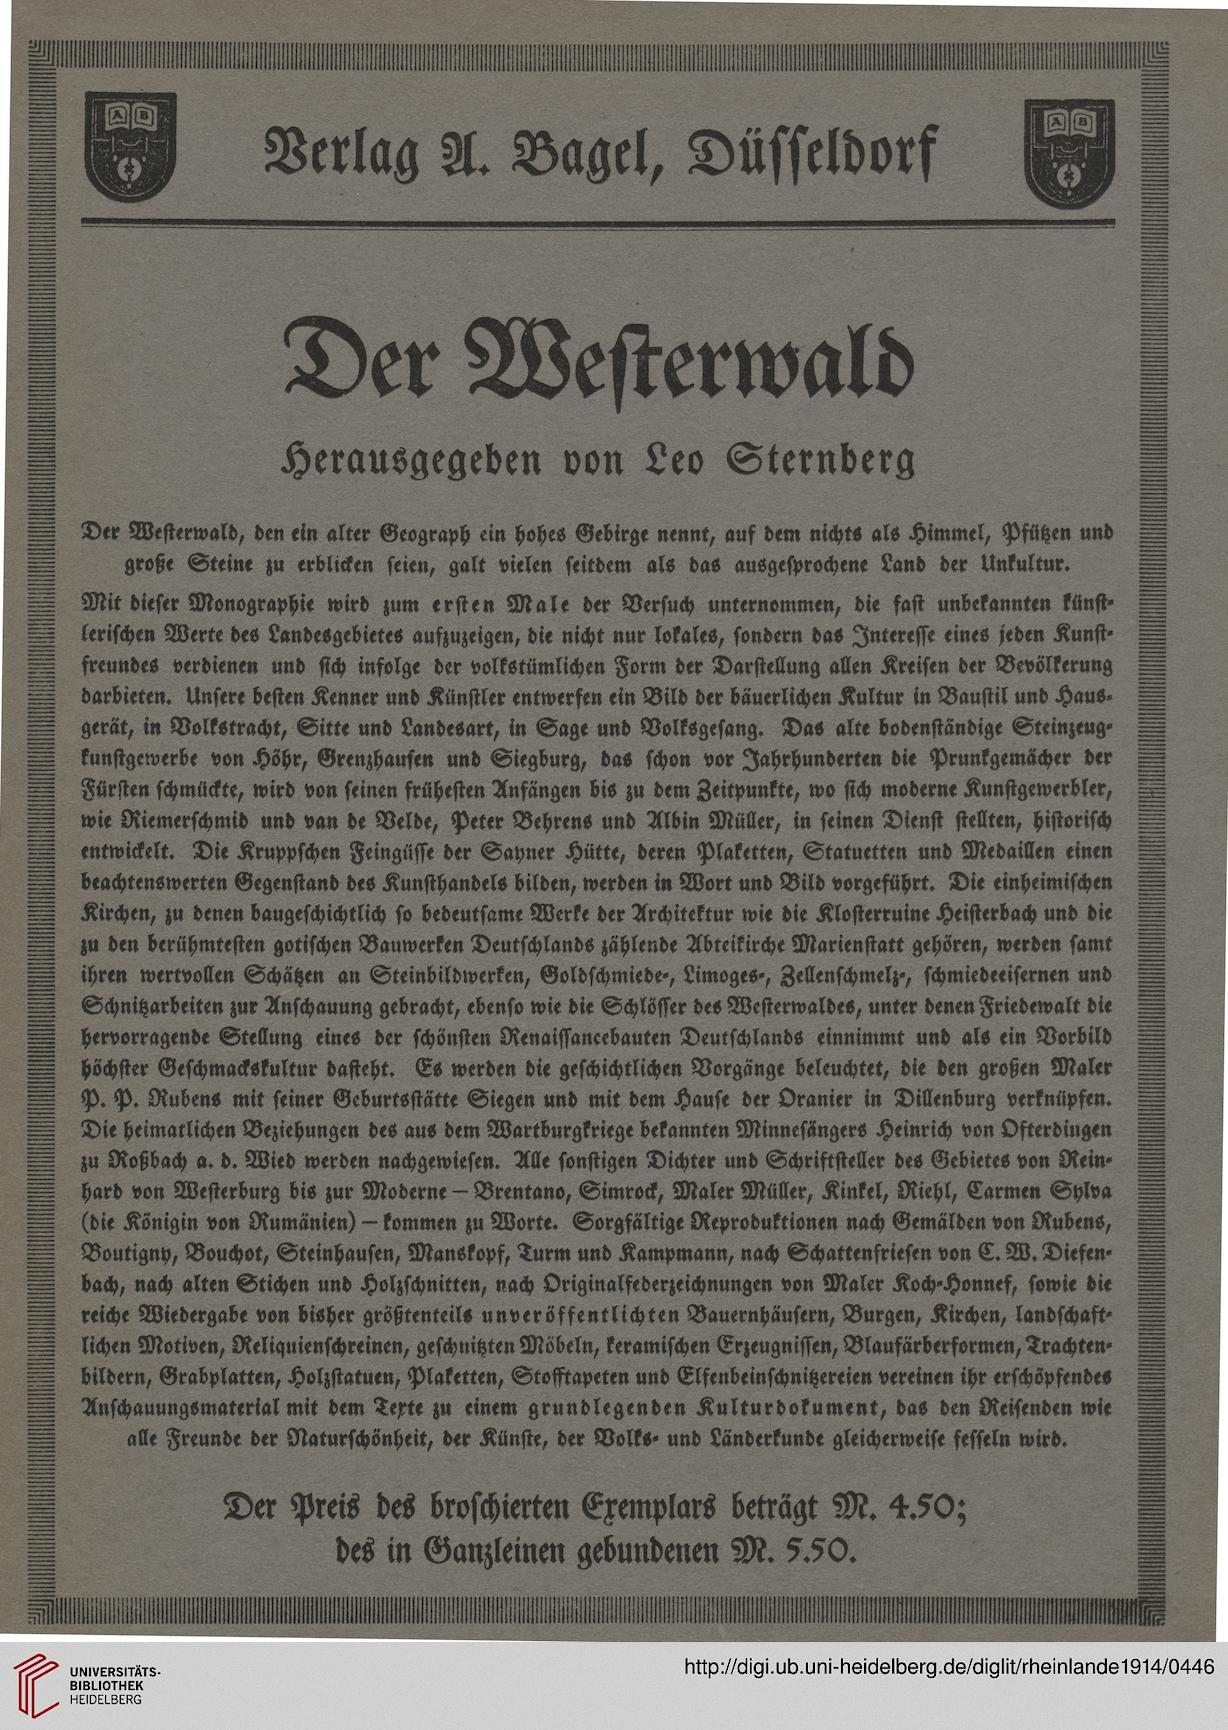 A B
Verlag A. Bagel, Düsseldorf
A B
Der Westerwald
Herausgegeben von Leo Sternberg
Der Westerwald, den ein alter Geograph ein hohes Gebirge nennt, auf dem nichts als Himmel, Pfützen und
große Steine zu erblicken seien, galt vielen seitdem als das ausgesprochene Land der Unkultur.
Mit dieser Monographie wird zum ersten Male der Versuch unternommen, die fast unbekannten künst-
lerischen Werte des Landesgebietes aufzuzeigen, die nicht nur lokales, sondern das Interesse eines jeden Kunst-
freundes verdienen und sich infolge der volkstümlichen Form der Darstellung allen Kreisen der Bevölkerung
darbieten. Unsere besten Kenner und Künstler entwerfen ein Bild der bäuerlichen Kultur in Baustil und Haus-
gerät, in Volkstracht, Sitte und Landesart, in Sage und Volksgesang. Das alte bodenständige Steinzeug-
kunstgewerbe von Höhr, Grenzhausen und Siegburg, das schon vor Jahrhunderten die Prunkgemächer der
Fürsten schmückte, wird von seinen frühesten Anfängen bis zu dem Zeitpunkte, wo sich moderne Kunstgewerbler,
wie Riemerschmid und van de Velde, Peter Behrens und Albin Müller, in seinen Dienst stellten, historisch
entwickelt. Die Kruppschen Feingüsse der Sayner Hütte, deren Plaketten, Statuetten und Medaillen einen
beachtenswerten Gegenstand des Kunsthandels bilden, werden in Wort und Bild vorgeführt. Die einheimischen
Kirchen, zu denen baugeschichtlich so bedeutsame Werke der Architektur wie die Klosterruine Heisterbach und die
zu den berühmtesten gotischen Bauwerken Deutschlands zählende Abteikirche Marienstatt gehören, werden samt
ihren wertvollen Schätzen an Steinbildwerken, Goldschmiede-, Limoges-, Zellenschmelz-, schmiedeeisernen und
Schnitzarbeiten zur Anschauung gebracht, ebenso wie die Schlösser des Westerwaldes, unter denen Friedewalt die
hervorragende Stellung eines der schönsten Renaissancebauten Deutschlands einnimmt und als ein Vorbild
höchster Geschmackskultur dasteht. Es werden die geschichtlichen Vorgänge beleuchtet, die den großen Maler
P. P. Rubens mit seiner Geburtsstätte Siegen und mit dem Hause der Oranier in Dillenburg verknüpfen.
Die heimatlichen Beziehungen des aus dem Wartburgkriege bekannten Minnesängers Heinrich von Ofterdingen
zu Roßbach a. d. Wied werden nachgewiesen. Alle sonstigen Dichter und Schriftsteller des Gebietes von Rein-
hard von Westerburg bis zur Moderne — Brentano, Simrock, Maler Müller, Kinkel, Riehl, Carmen Sylva
(die Königin von Rumänien) — kommen zu Worte. Sorgfältige Reproduktionen nach Gemälden von Rubens,
Boutigny, Bouchot, Steinhausen, Manskopf, Turm und Kampmann, nach Schattenfriesen von C. W. Diefen-
bach, nach alten Stichen und Holzschnitten, nach Originalfederzeichnungen von Maler Koch-Honnef, sowie die
reiche Wiedergabe von bisher größtenteils unveröffentlichten Bauernhäusern, Burgen, Kirchen, landschaft-
lichen Motiven, Reliquienschreinen, geschnitzten Möbeln, keramischen Erzeugnissen, Blaufärberformen, Trachten-
bildern, Grabplatten, Holzstatuen, Plaketten, Stofftapeten und Elfenbeinschnitzereien vereinen ihr erschöpfendes
Anschauungsmaterial mit dem Texte zu einem grundlegenden Kulturdokument, das den Reisenden wie
alle Freunde der Naturschönheit, der Künste, der Volks- und Länderkunde gleicherweise fesseln wird.
Der Preis des broschierten Exemplars beträgt M. 4.50;
des in Ganzleinen gebundenen M. 5.50.
UNIVERSITÄTS-
BIBLIOTHEK
HEIDELBERG
http://digi.ub.uni-heidelberg.de/diglit/rheinlande1914/0446